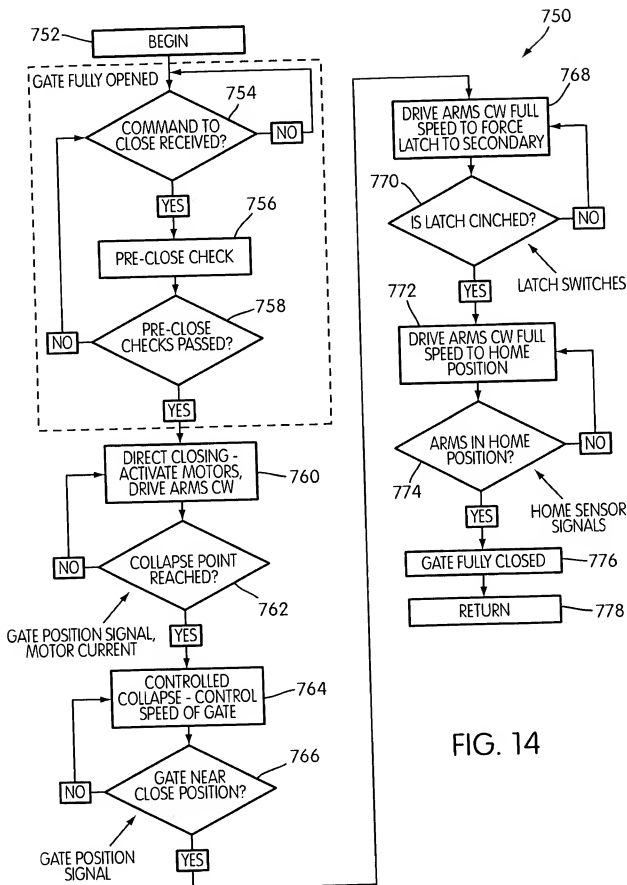 752
BEGIN
GATE FULLY OPENED
754
COMMAND TO
CLOSE RECEIVED?
NO
YES
756
PRE-CLOSE CHECK
758
PRE-CLOSE
CHECKS PASSED?
NO
YES
DIRECT CLOSING -
ACTIVATE MOTORS,
DRIVE ARMS CW
760
COLLAPSE POINT
REACHED?
NO
762
GATE POSITION SIGNAL,
MOTOR CURRENT
YES
CONTROLLED
COLLAPSE - CONTROL
SPEED OF GATE
764
766
GATE NEAR
CLOSE POSITION?
NO
GATE POSITION
SIGNAL
YES
750
768
DRIVE ARMS CW FULL
SPEED TO FORCE
LATCH TO SECONDARY
770
IS LATCH CINCHED?
NO
LATCH SWITCHES
YES
772
DRIVE ARMS CW FULL
SPEED TO HOME
POSITION
ARMS IN HOME
POSITION?
NO
774
HOME SENSOR
SIGNALS
YES
GATE FULLY CLOSED
776
RETURN
778
FIG. 14